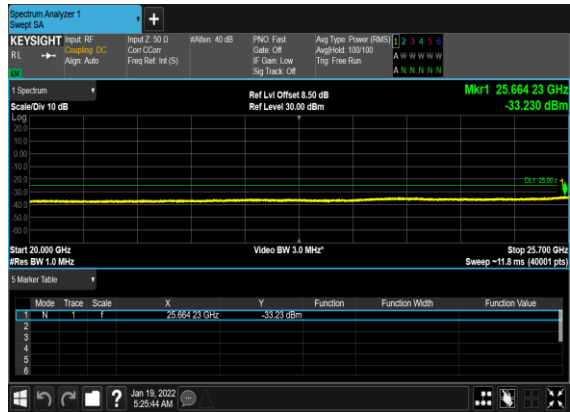 Spectrum Analyzer 1
Swept SA
+
KEYSIGHT Input: RF Input Z: 50 Ω #Atten: 40 dB PNO: Fast Avg Type: Power (RMS) 1 2 3 4 5 6
RL Coupling: DC Corr CCorr Gate: Off Avg|Hold: 100/100 A W W W W W
Align: Auto Freq Ref: Int (S) IF Gain: Low Trig: Free Run
Sig Track: Off A N N N N N
LXI
1 Spectrum Ref Lvl Offset 8.50 dB Mkr1 25.664 23 GHz
Scale/Div 10 dB Ref Level 30.00 dBm -33.230 dBm
Log
20.0
10.0
0.00
-10.0
-20.0
DL1 -25.00
-30.0
-40.0
-50.0
-60.0
Start 20.000 GHz Video BW 3.0 MHz* Stop 25.700 GHz
#Res BW 1.0 MHz Sweep ~11.8 ms (40001 pts)
5 Marker Table
Mode Trace Scale X Y Function Function Width Function Value
1 N 1 f 25.664 23 GHz -33.23 dBm
2
3
4
5
6
? Jan 19, 2022
5:25:44 AM